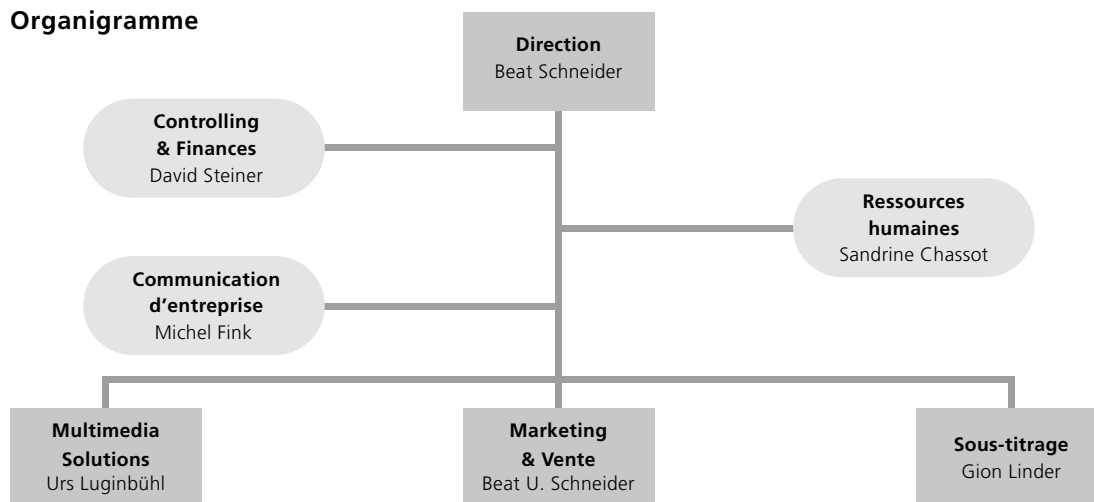 Organigramme
Direction
Beat Schneider
Controlling
& Finances
David Steiner
Ressources
humaines
Sandrine Chassot
Communication
d’entreprise
Michel Fink
Multimedia
Solutions
Urs Luginbühl
Marketing
& Vente
Beat U. Schneider
Sous-titrage
Gion Linder